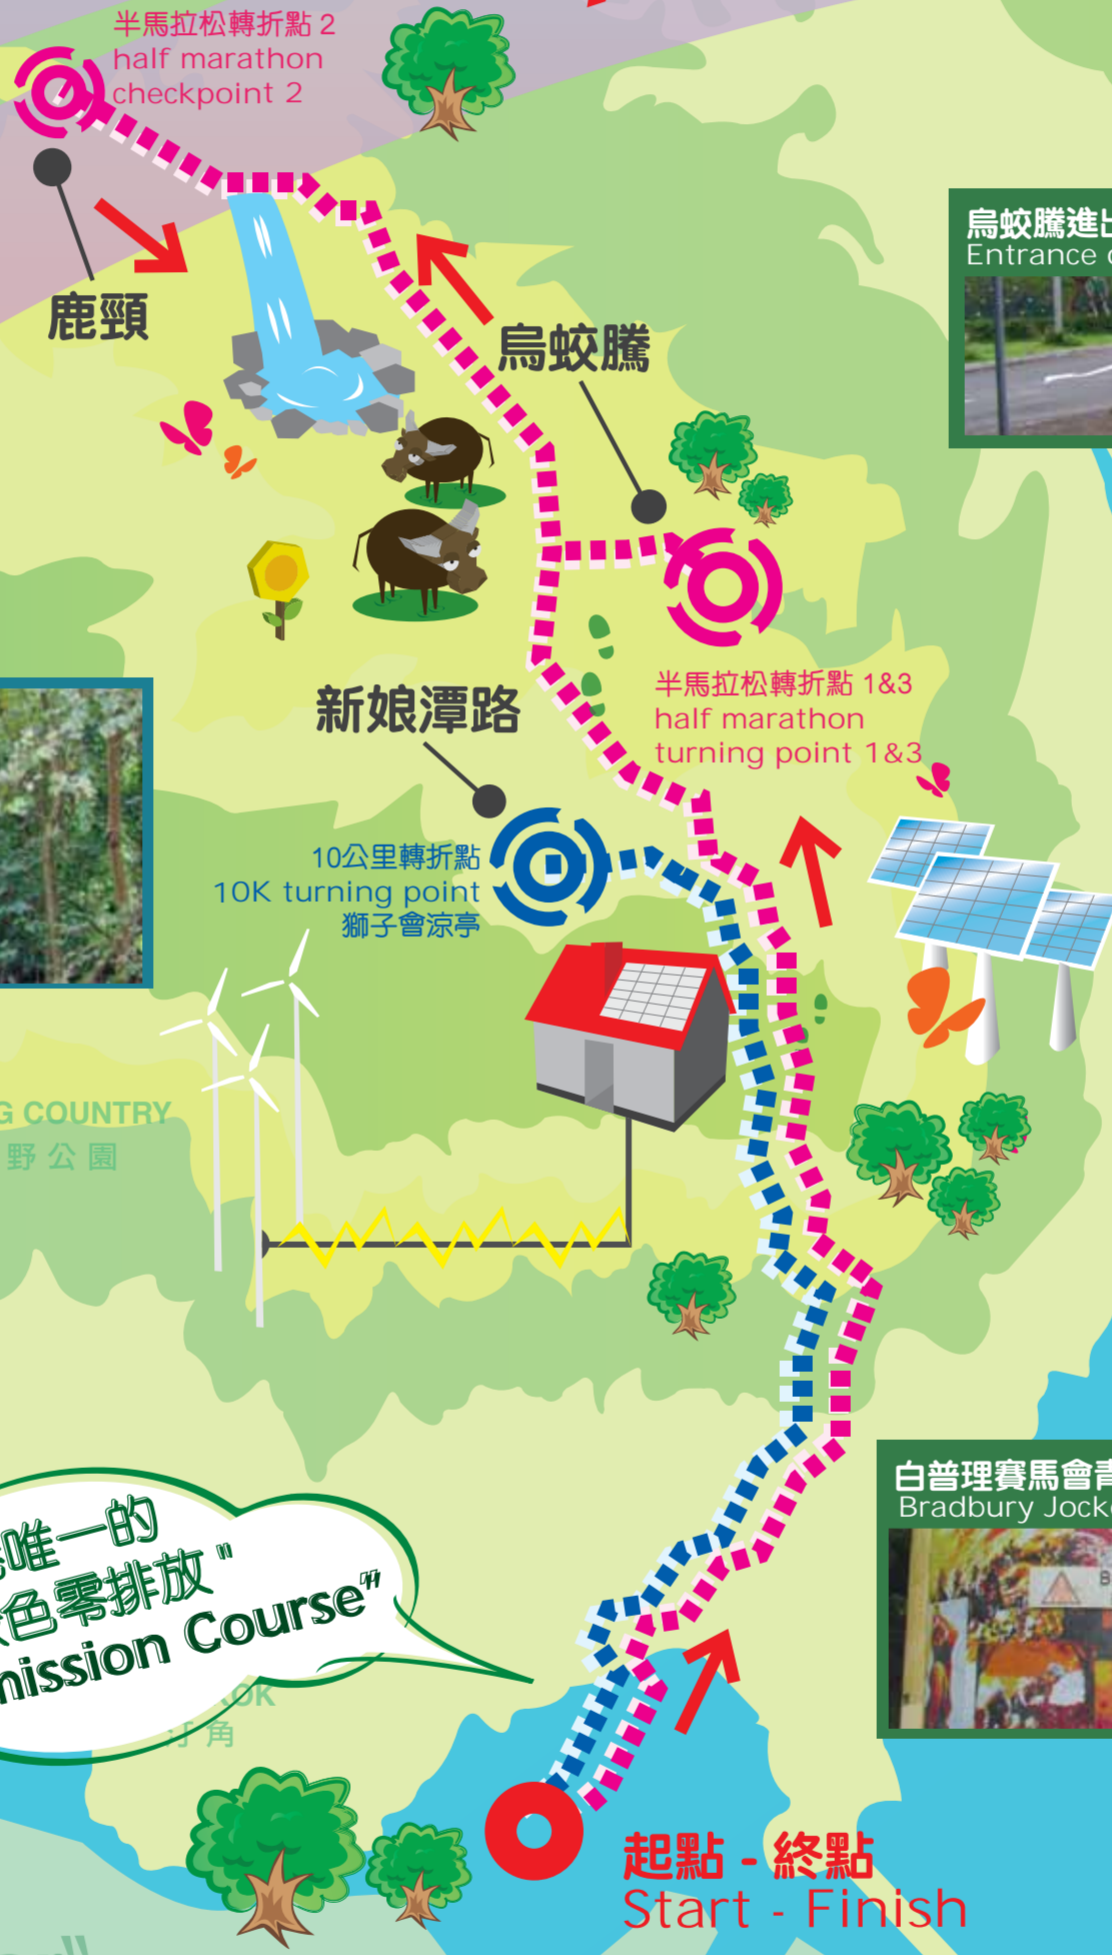 半馬拉松轉折點 2
half marathon
checkpoint 2
鹿頸
烏蛟騰
烏蛟騰進
Entrance
半馬拉松轉折點 1&3
half marathon
turning point 1&3
新娘潭路
10公里轉折點
10K turning point
獅子會涼亭
G COUNTRY
野公園
唯一的
色零排放"
mission Course"
OK
汀角
白普理賽馬會青
Bradbury Jock
起點 - 終點
Start - Finish